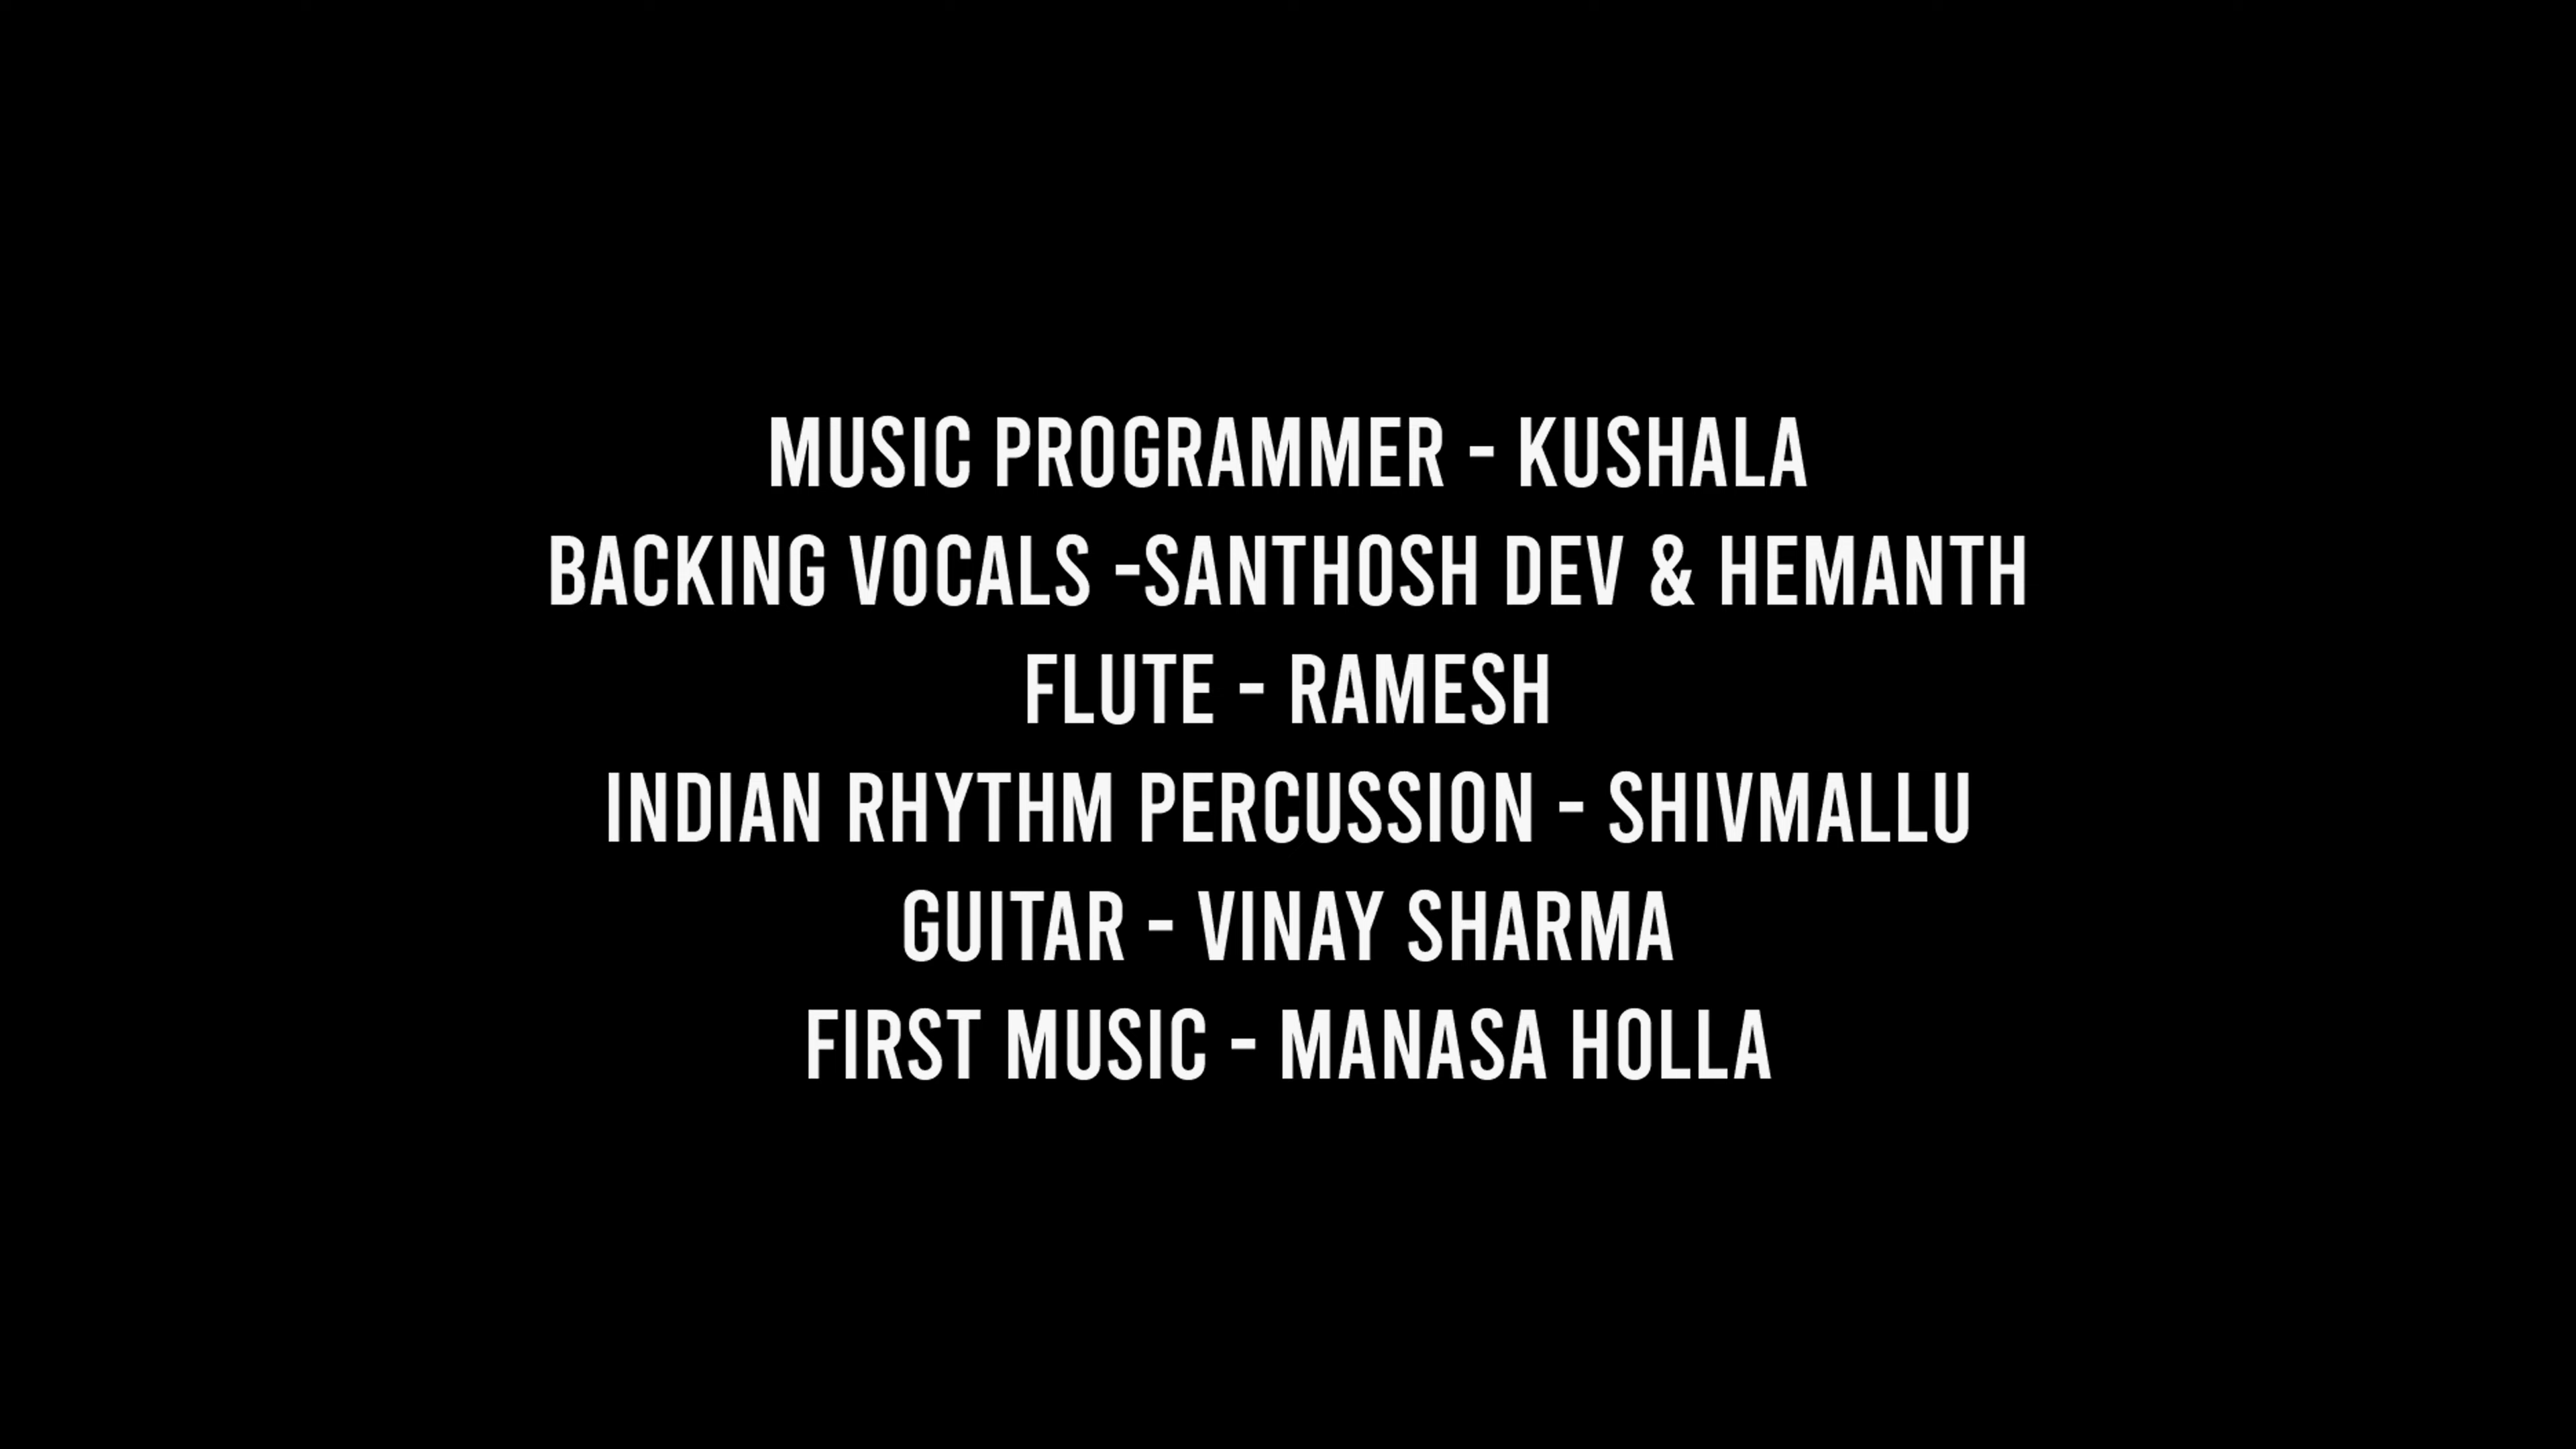 MUSIC PROGRAMMER - KUSHALA
BACKING VOCALS -SANTHOSH DEV & HEMANTH
FLUTE - RAMESH
INDIAN RHYTHM PERCUSSION - SHIVMALLU
GUITAR - VINAY SHARMA
FIRST MUSIC - MANASA HOLLA